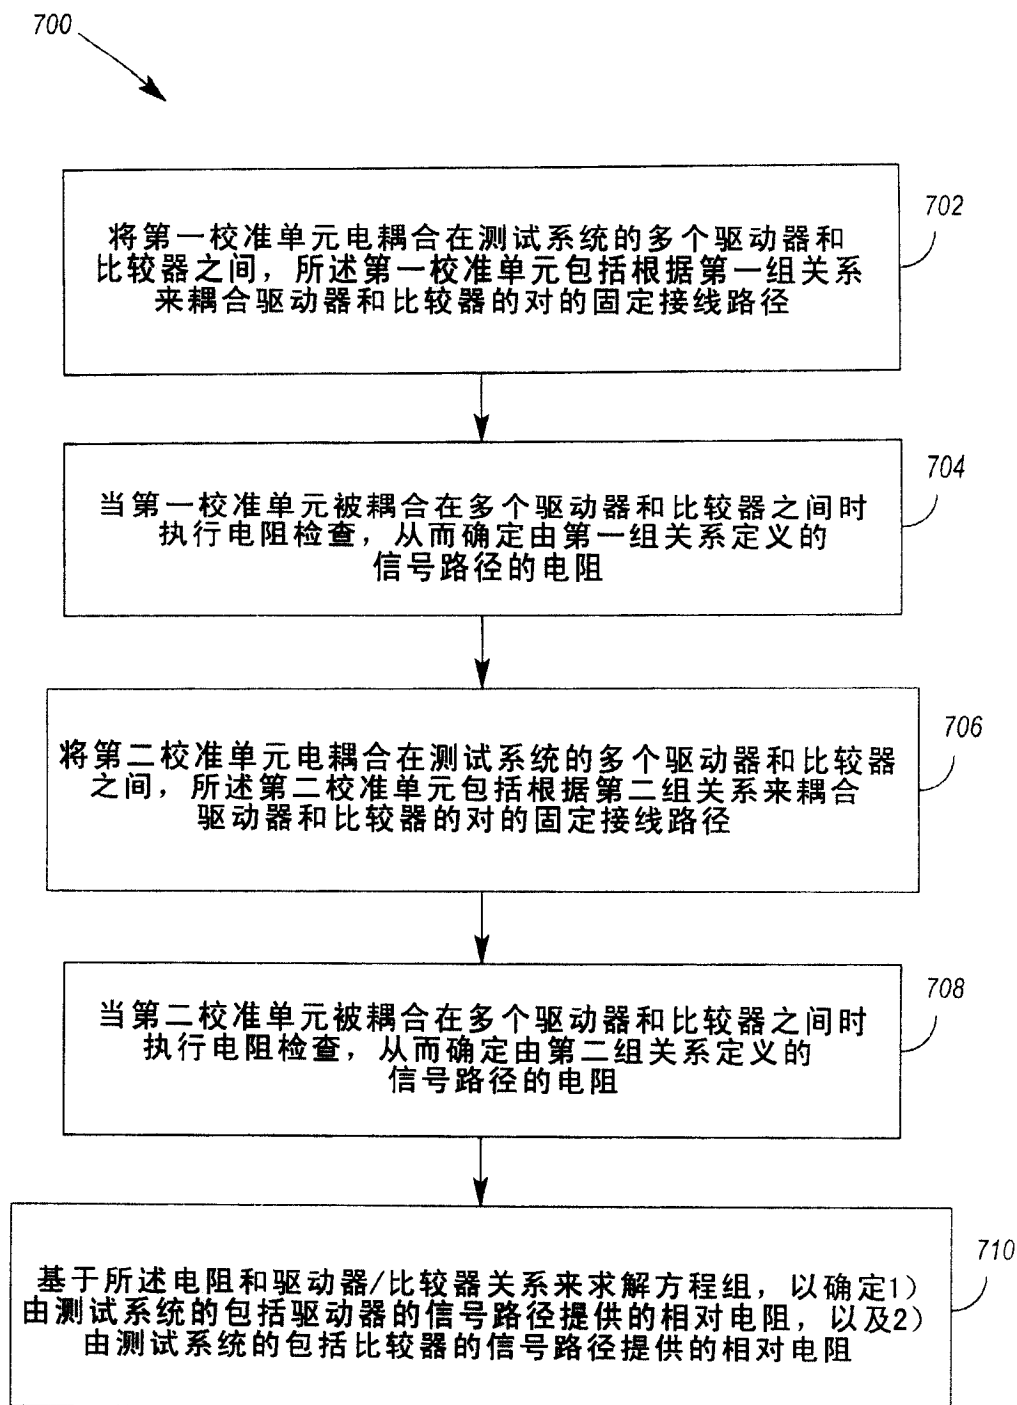 700
702
将第一校准单元电耦合在测试系统的多个驱动器和
比较器之间，所述第一校准单元包括根据第一组关系
来耦合驱动器和比较器的对的固定接线路径
704
当第一校准单元被耦合在多个驱动器和比较器之间时
执行电阻检查，从而确定由第一组关系定义的
信号路径的电阻
706
将第二校准单元电耦合在测试系统的多个驱动器和比较器
之间，所述第二校准单元包括根据第二组关系来耦合
驱动器和比较器的对的固定接线路径
708
当第二校准单元被耦合在多个驱动器和比较器之间时
执行电阻检查，从而确定由第二组关系定义的
信号路径的电阻
710
基于所述电阻和驱动器/比较器关系来求解方程组，以确定1）
由测试系统的包括驱动器的信号路径提供的相对电阻，以及2）
由测试系统的包括比较器的信号路径提供的相对电阻